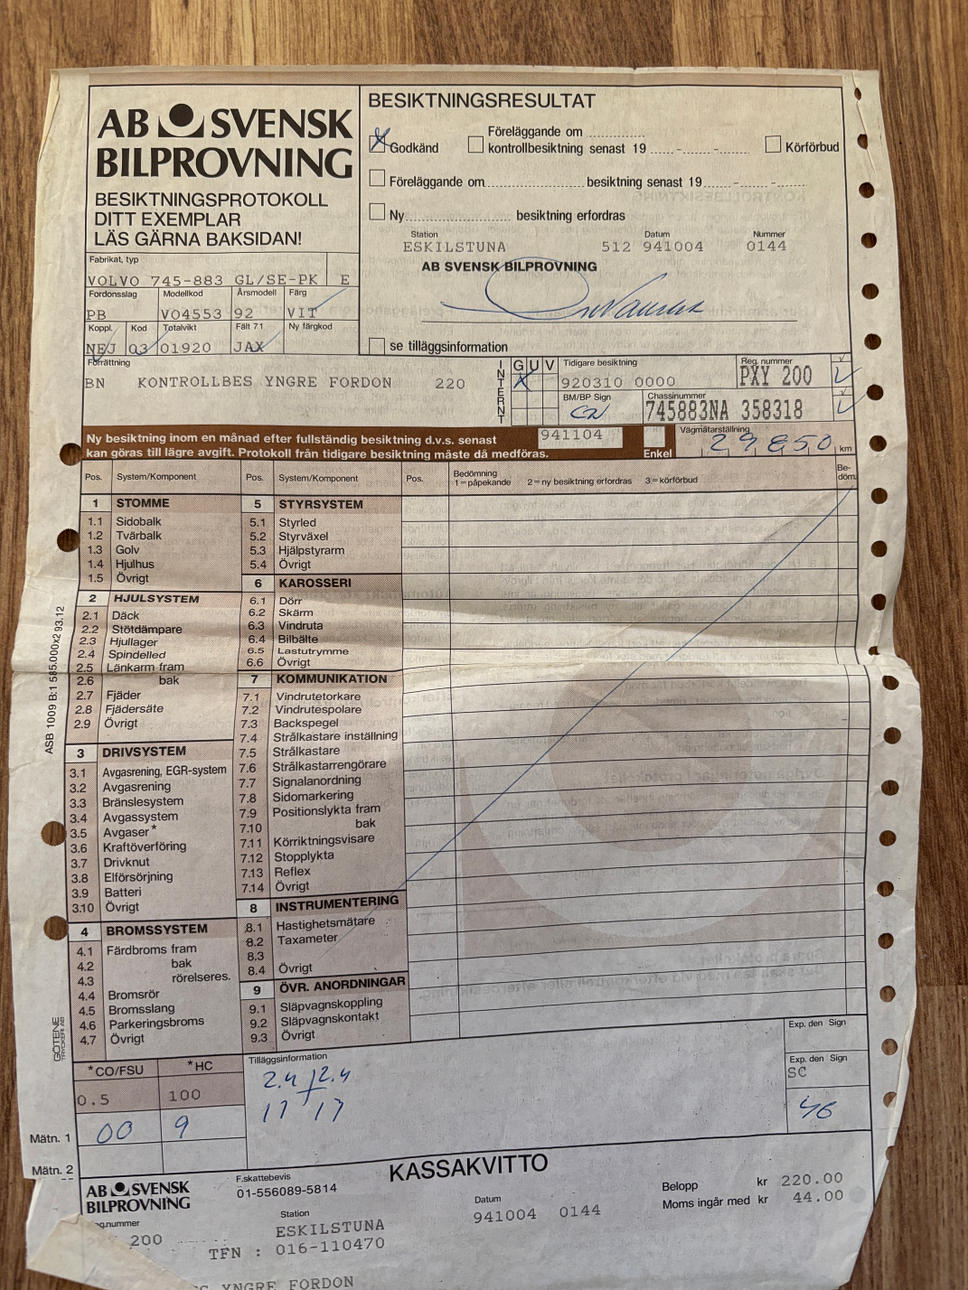 AB SVENSK
BILPROVNING
BESIKTNINGSPROTOKOLL
DITT EXEMPLAR
LÄS GÄRNA BAKSIDAN!
BESIKTNINGSRESULTAT
Godkänd
Föreläggande om ............
kontrollbesiktning senast 19 ......-......-......
Körförbud
Föreläggande om........................ besiktning senast 19......-......-......
Ny........................ besiktning erfordras
Station Datum Nummer
ESKILSTUNA 512 941004 0144
AB SVENSK BILPROVNING
se tilläggsinformation
Fabrikat, typ
VOLVO 745-883 GL/SE-PK E
Fordonsslag Modellkod Årsmodell Färg
PB VO4553 92 VIT
Koppl. Kod Totalvikt Fält 71 Ny färgkod
NEJ 03 01920 JAX
Förrättning
BN KONTROLLBES YNGRE FORDON 220
INTERNT
G U V
X
Tidigare besiktning
920310 0000
Reg. nummer
PXY 200
BM/BP Sign
Chassinummer
745883NA 358318
Ny besiktning inom en månad efter fullständig besiktning d.v.s. senast 941104
kan göras till lägre avgift. Protokoll från tidigare besiktning måste då medföras. Enkel
Vägmätarställning
29850 km
Pos. System/Komponent Pos. System/Komponent Pos. Bedömning
1=påpekande 2=ny besiktning erfordras 3=körförbud
Be-
döm.
1 STOMME
1.1 Sidobalk
1.2 Tvärbalk
1.3 Golv
1.4 Hjulhus
1.5 Övrigt
2 HJULSYSTEM
2.1 Däck
2.2 Stötdämpare
2.3 Hjullager
2.4 Spindelled
2.5 Länkarm fram
2.6 bak
2.7 Fjäder
2.8 Fjädersäte
2.9 Övrigt
3 DRIVSYSTEM
3.1 Avgasrening, EGR-system
3.2 Avgasrening
3.3 Bränslesystem
3.4 Avgassystem
3.5 Avgaser*
3.6 Kraftöverföring
3.7 Drivknut
3.8 Elförsörjning
3.9 Batteri
3.10 Övrigt
4 BROMSSYSTEM
4.1 Färdbroms fram
4.2 bak
4.3 rörelseres.
4.4 Bromsrör
4.5 Bromsslang
4.6 Parkeringsbroms
4.7 Övrigt
5 STYRSYSTEM
5.1 Styrled
5.2 Styrväxel
5.3 Hjälpstyrarm
5.4 Övrigt
6 KAROSSERI
6.1 Dörr
6.2 Skärm
6.3 Vindruta
6.4 Bilbälte
6.5 Lastutrymme
6.6 Övrigt
7 KOMMUNIKATION
7.1 Vindrutetorkare
7.2 Vindrutespolare
7.3 Backspegel
7.4 Strålkastare inställning
7.5 Strålkastare
7.6 Strålkastarrengörare
7.7 Signalanordning
7.8 Sidomarkering
7.9 Positionslykta fram
7.10 bak
7.11 Körriktningsvisare
7.12 Stopplykta
7.13 Reflex
7.14 Övrigt
8 INSTRUMENTERING
8.1 Hastighetsmätare
8.2 Taxameter
8.3
8.4 Övrigt
9 ÖVR. ANORDNINGAR
9.1 Släpvagnskoppling
9.2 Släpvagnskontakt
9.3 Övrigt
ASB 1009 B:1 585.000x2 93.12
GÖTENE
TRYCKERI AB
*CO/FSU *HC
0.5 100
Mätn. 1 00 9
Mätn. 2
Tilläggsinformation
2.4 2.4
17 17
Exp. den Sign
Exp. den Sign
SC
KASSAKVITTO
AB SVENSK
BILPROVNING
F.skattebevis
01-556089-5814
Station
ESKILSTUNA
TFN : 016-110470
Datum
941004 0144
Belopp kr 220.00
Moms ingår med kr 44.00
200
YNGRE FORDON